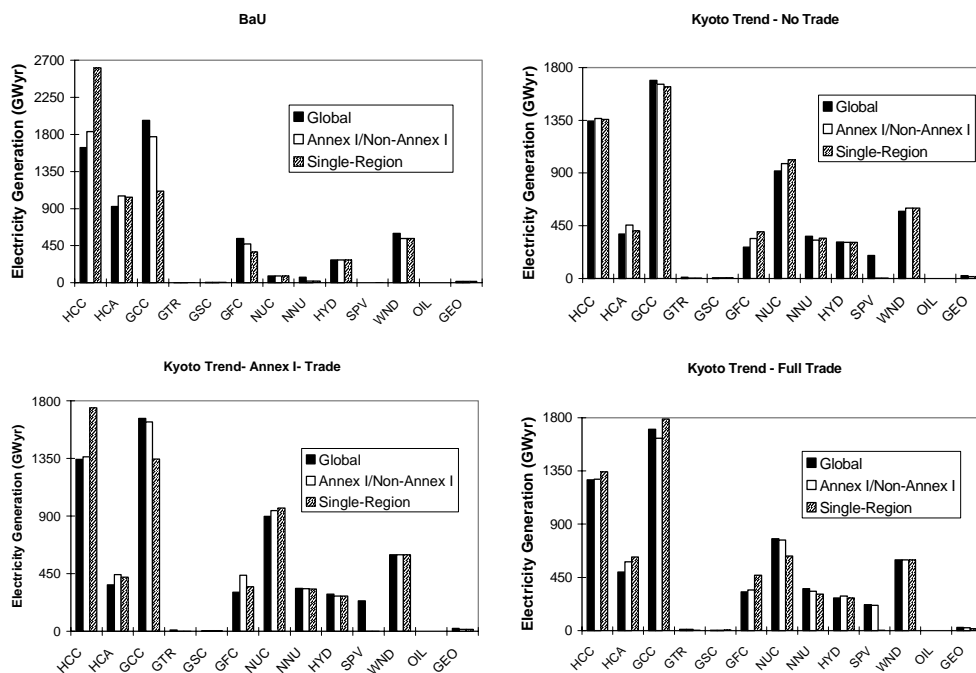 BaU
Electricity Generation (GWyr)
2700
2250
1800
1350
900
450
0
Global
Annex I/Non-Annex I
Single-Region
HCC
HCA
GCC
GTR
GSC
GFC
NUC
NNU
HYD
SPV
WND
OIL
GEO
Kyoto Trend - No Trade
Electricity Generation (GWyr)
1800
1350
900
450
0
Global
Annex I/Non-Annex I
Single-Region
HCC
HCA
GCC
GTR
GSC
GFC
NUC
NNU
HYD
SPV
WND
OIL
GEO
Kyoto Trend- Annex I- Trade
Electricity Generation (GWyr)
1800
1350
900
450
0
Global
Annex I/Non-Annex I
Single-Region
HCC
HCA
GCC
GTR
GSC
GFC
NUC
NNU
HYD
SPV
WND
OIL
GEO
Kyoto Trend - Full Trade
Electricity Generation (GWyr)
1800
1350
900
450
0
Global
Annex I/Non-Annex I
Single-Region
HCC
HCA
GCC
GTR
GSC
GFC
NUC
NNU
HYD
SPV
WND
OIL
GEO